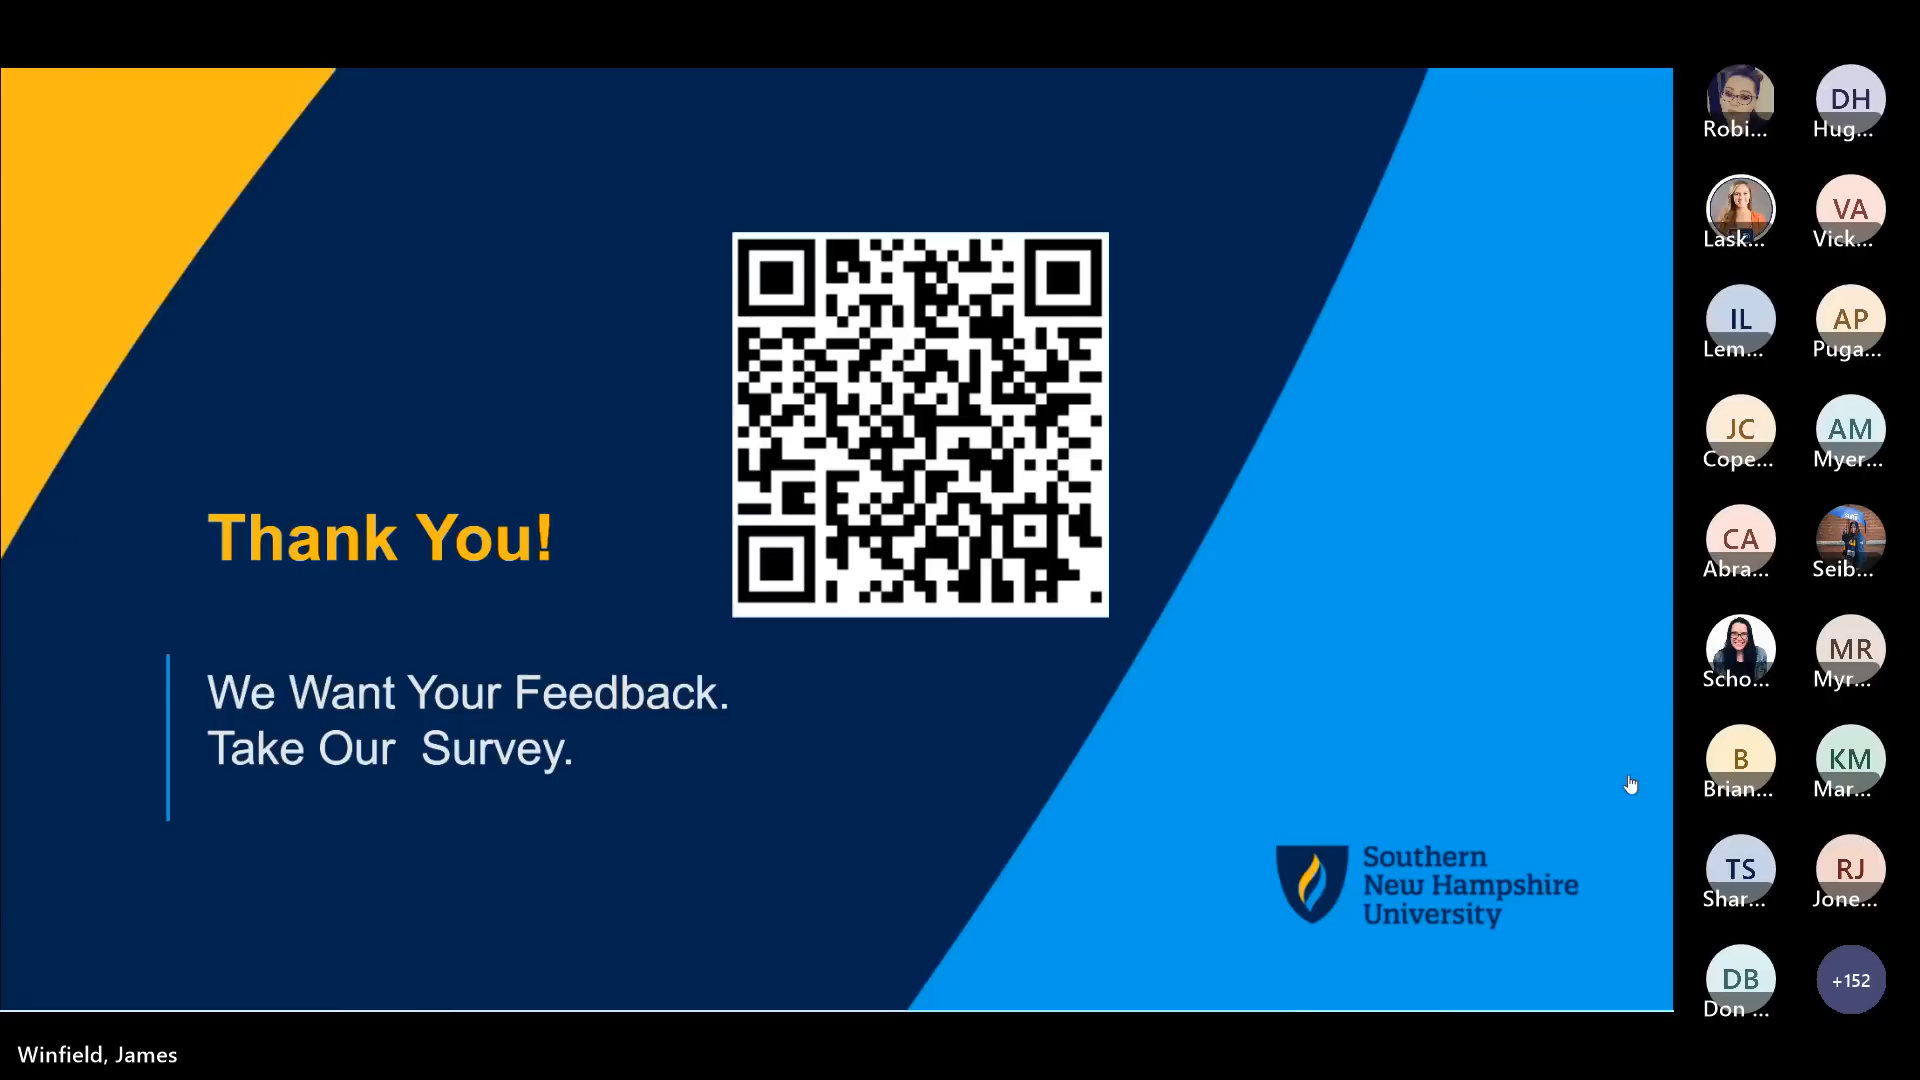 Thank You!
We Want Your Feedback.
Take Our  Survey.
Southern
New Hampshire
University
Robi...
DH
Hug...
Lask...
VA
Vick...
IL
Lem...
AP
Puga...
JC
Cope...
AM
Myer...
CA
Abra...
Seib...
Scho...
MR
Myr...
B
Brian...
KM
Mar...
TS
Shar...
RJ
Jone...
DB
Don ...
+152
Winfield, James